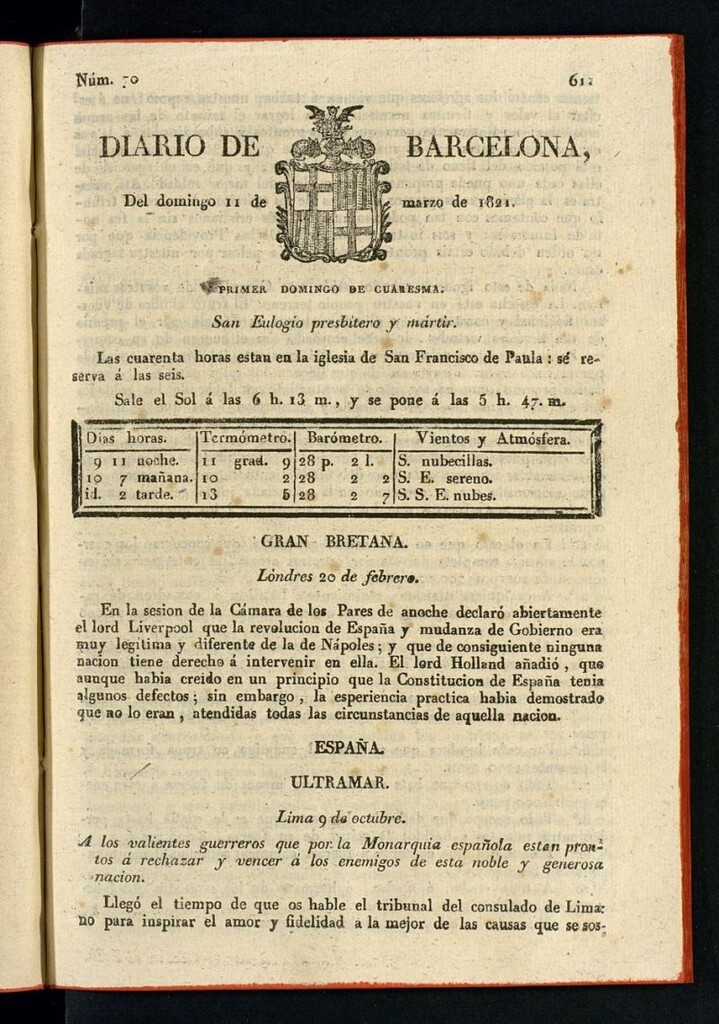 Núm. 70
DIARIO DE BARCELONA,
Del domingo 11 de marzo de 1821.
PRIMER DOMINGO DE CUARESMA.
San Eulogio presbítero y mártir.
Las cuarenta horas estan en la iglesia de San Francisco de Paula : sé re-
serva á las seis.
Sale el Sol á las 6 h. 13 m., y se pone á las 5 h. 47. m.
Dias horas. Termómetro. Barómetro. Vientos y Atmósfera.
9 11 noche. 11 grad. 9 28 p. 2 l. S. nubecillas.
10 7 mañana. 10 2 28 2 2 S. E. sereno.
id. 2 tarde. 13 5 28 2 7 S. S. E. nubes.
GRAN BRETANA.
Lóndres 20 de febrero.
En la sesion de la Cámara de los Pares de anoche declaró abiertamente
el lord Liverpool que la revolucion de España y mudanza de Gobierno era
muy legítima y diferente de la de Nápoles ; y que de consiguiente ninguna
nacion tiene derecho á intervenir en ella. El lord Holland añadió , que
aunque habia creido en un principio que la Constitucion de España tenia
algunos defectos ; sin embargo , la esperiencia practica habia demostrado
que no lo eran , atendidas todas las circunstancias de aquella nacion.
ESPAÑA.
ULTRAMAR.
Lima 9 de octubre.
A los valientes guerreros que por la Monarquia española estan pron-
tos á rechazar y vencer á los enemigos de esta noble y generosa
nacion.
Llegó el tiempo de que os hable el tribunal del consulado de Lima:
no para inspirar el amor y fidelidad a la mejor de las causas que se sos-